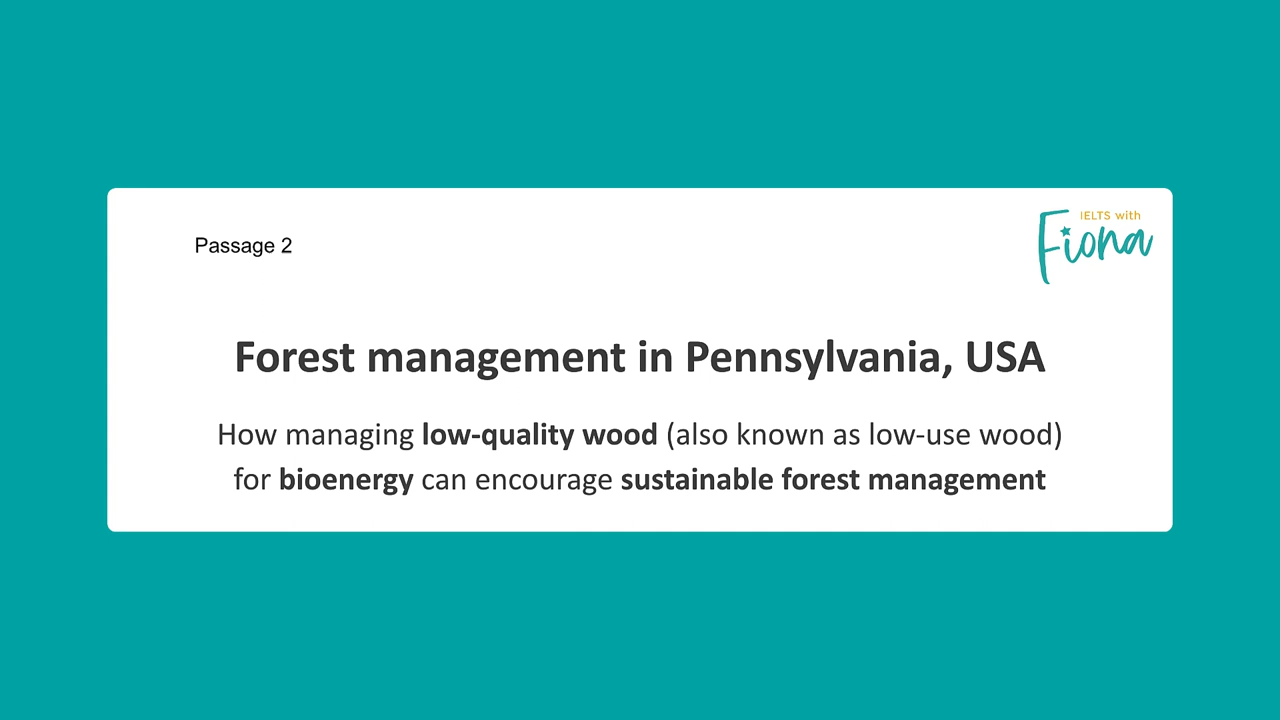 IELTS with
Fiona
Passage 2
Forest management in Pennsylvania, USA
How managing low-quality wood (also known as low-use wood)
for bioenergy can encourage sustainable forest management